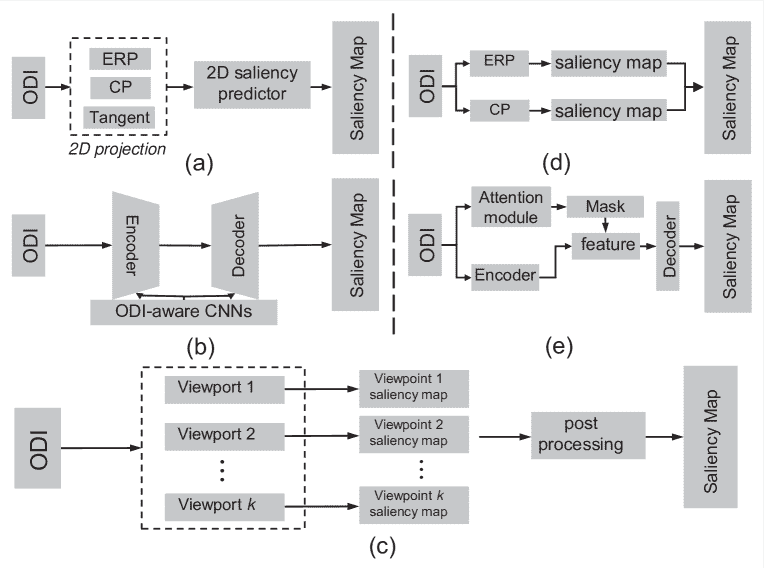 ODI
ERP
CP
Tangent
2D projection
2D saliency
predictor
Saliency Map
(a)
ODI
Encoder
Decoder
ODI-aware CNNs
Saliency Map
(b)
ODI
Viewport 1
Viewport 2
Viewport k
Viewpoint 1
saliency map
Viewpoint 2
saliency map
Viewpoint k
saliency map
post
processing
Saliency Map
(c)
ODI
ERP
saliency map
CP
saliency map
Saliency Map
(d)
ODI
Attention
module
Mask
Encoder
feature
Decoder
Saliency Map
(e)